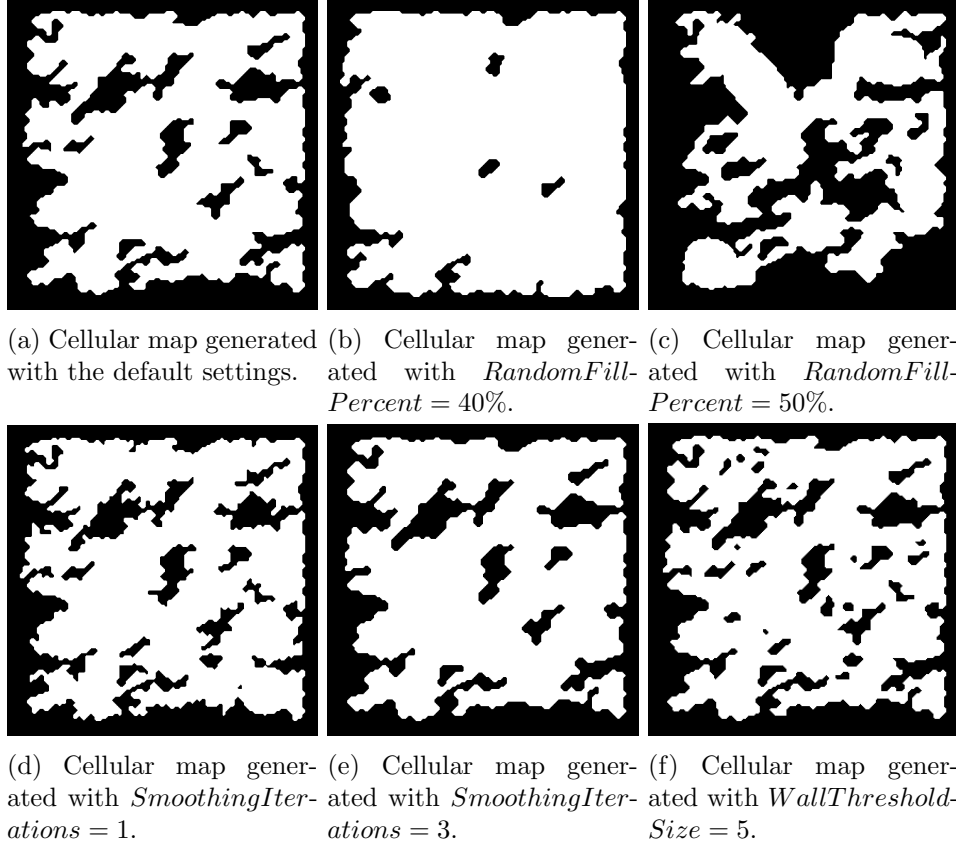 (a) Cellular map generated
with the default settings.
(b) Cellular map gener-
ated with RandomFill-
Percent = 40%.
(c) Cellular map gener-
ated with RandomFill-
Percent = 50%.
(d) Cellular map gener-
ated with SmoothingIter-
ations = 1.
(e) Cellular map gener-
ated with SmoothingIter-
ations = 3.
(f) Cellular map gener-
ated with WallThreshold-
Size = 5.